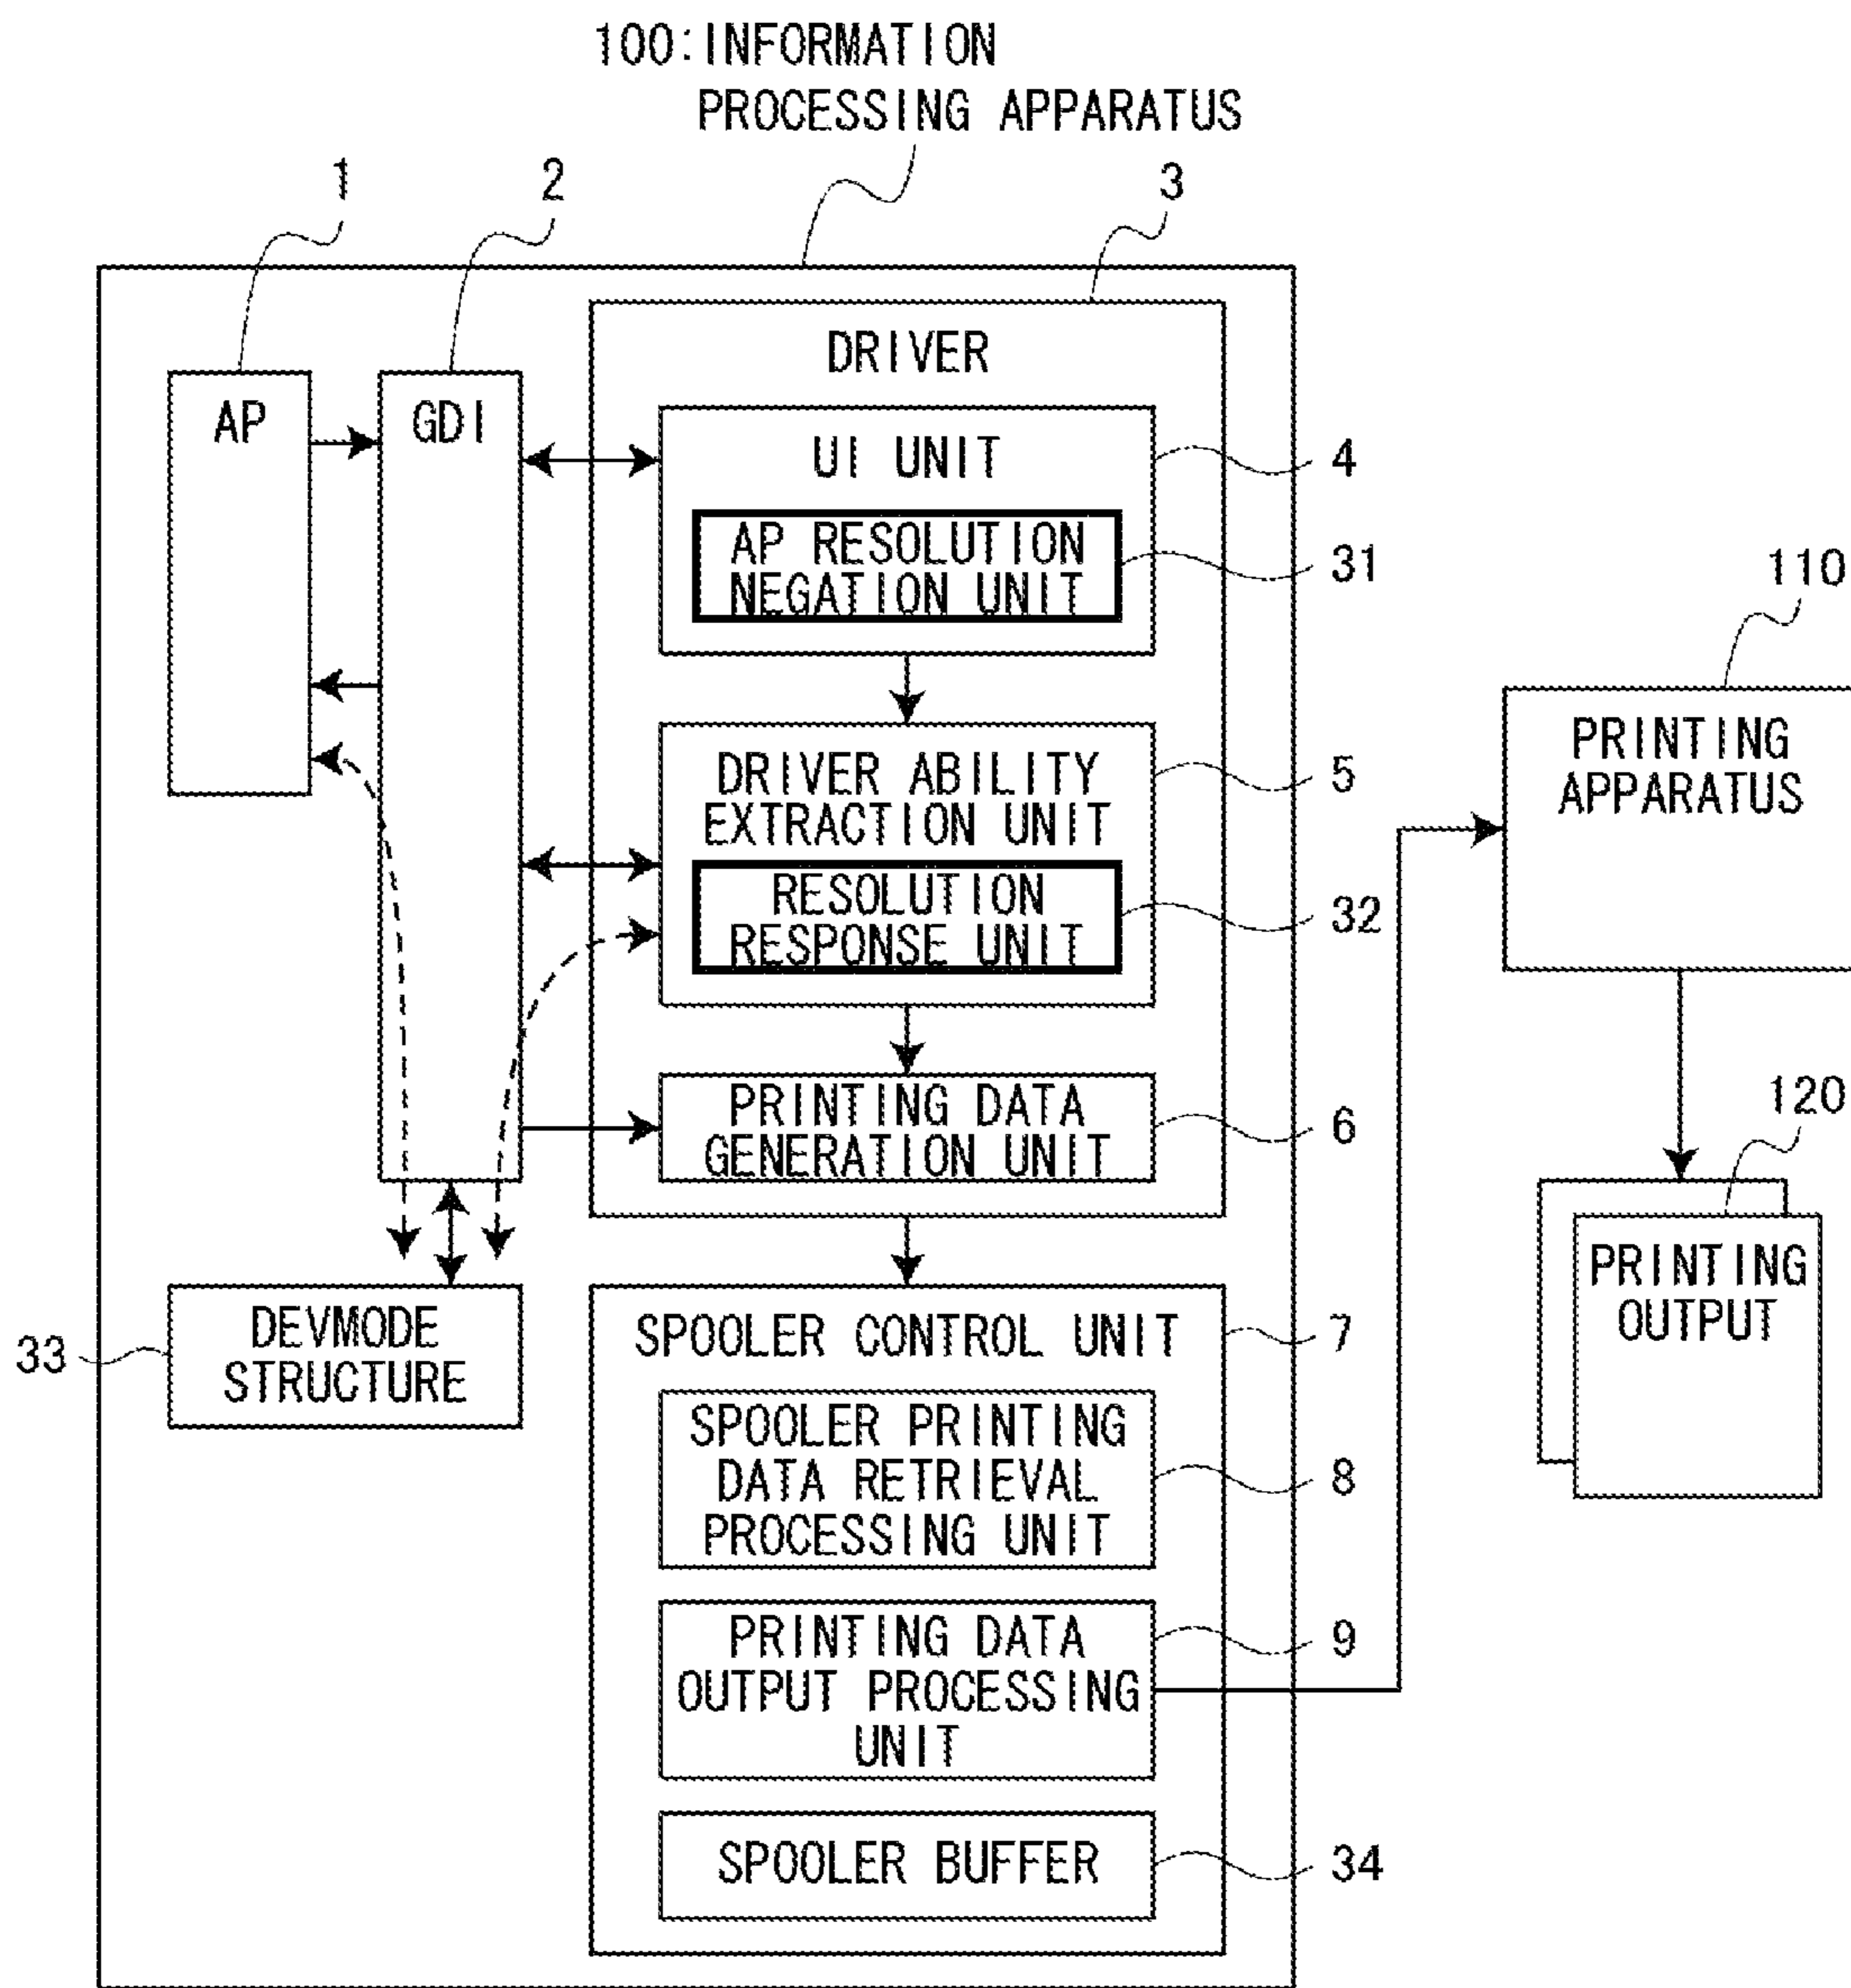 100:INFORMATION
PROCESSING APPARATUS
1
2
3
DRIVER
AP
GDI
UI UNIT
4
AP RESOLUTION
NEGATION UNIT
31
110
PRINTING
APPARATUS
DRIVER ABILITY
EXTRACTION UNIT
5
RESOLUTION
RESPONSE UNIT
32
PRINTING DATA
GENERATION UNIT
6
120
PRINTING
OUTPUT
33
DEVMODE
STRUCTURE
SPOOLER CONTROL UNIT
7
SPOOLER PRINTING
DATA RETRIEVAL
PROCESSING UNIT
8
PRINTING DATA
OUTPUT PROCESSING
UNIT
9
SPOOLER BUFFER
34